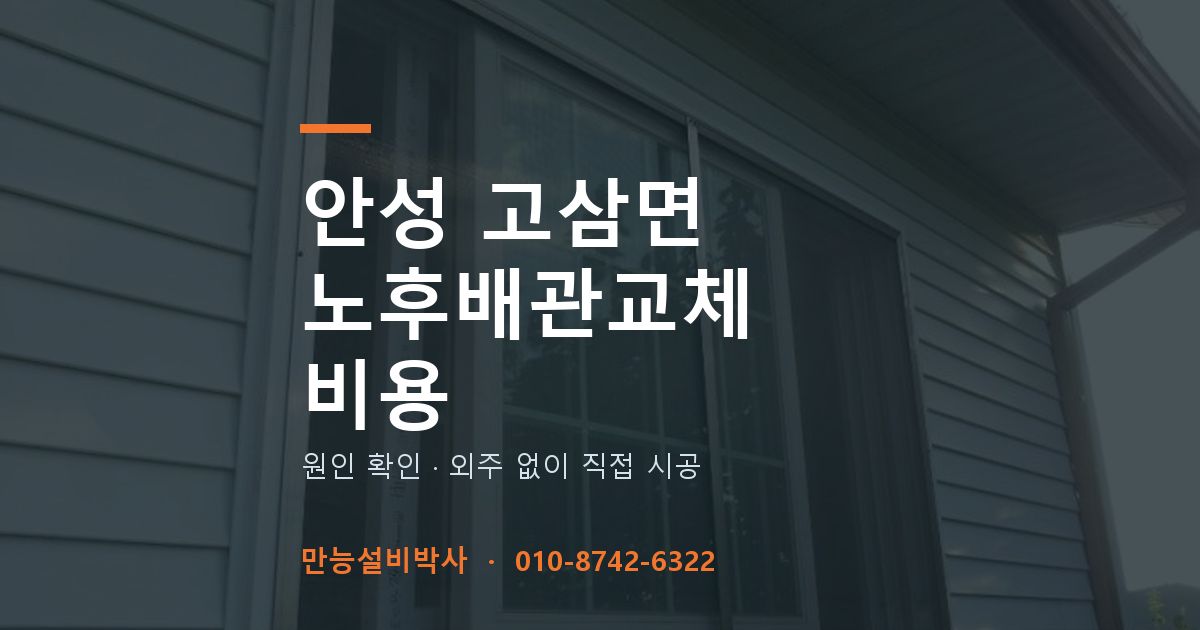 안성 고삼면
노후배관교체
비용
원인 확인 · 외주 없이 직접 시공
만능설비박사 · 010-8742-6322